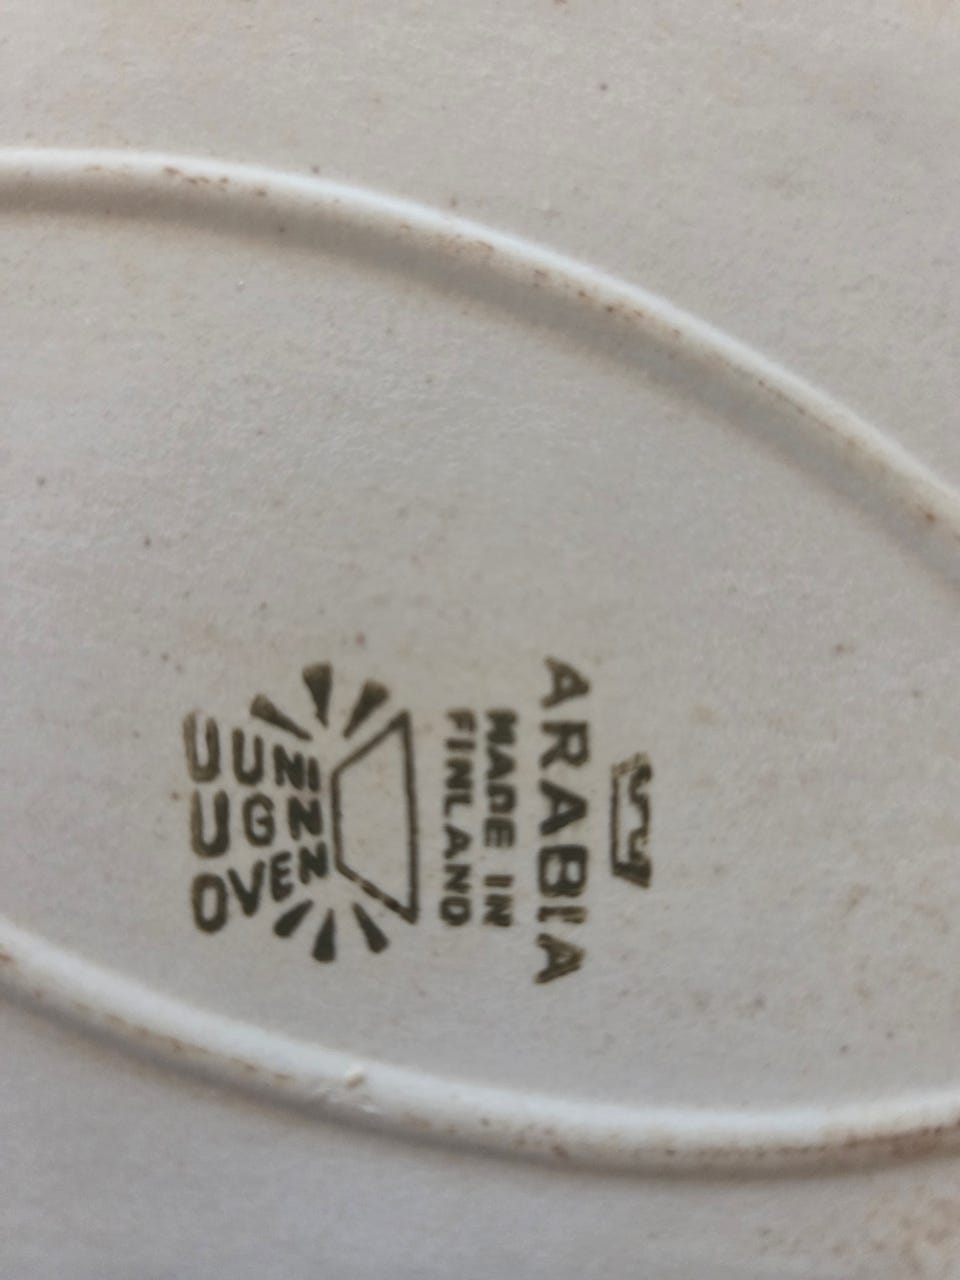 ARABIA
MADE IN
FINLAND
UUNI
UGN
OVEN